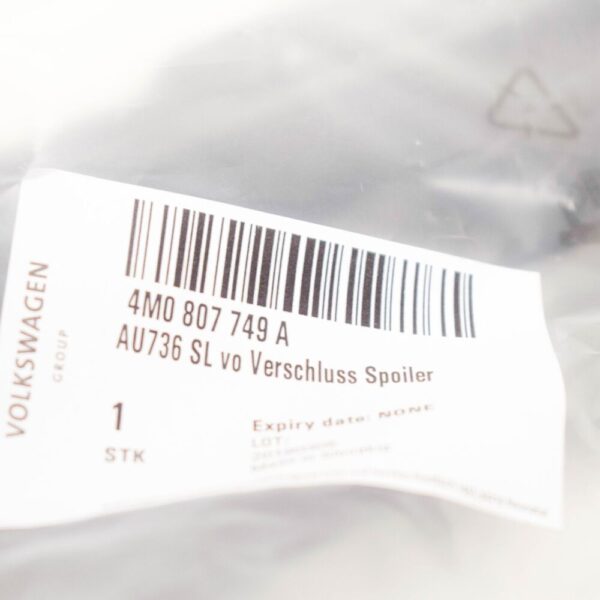 VOLKSWAGEN
GROUP
4M0 807 749 A
AU736 SL vo Verschluss Spoiler
1
STK
Expiry date: NONE
LOT: